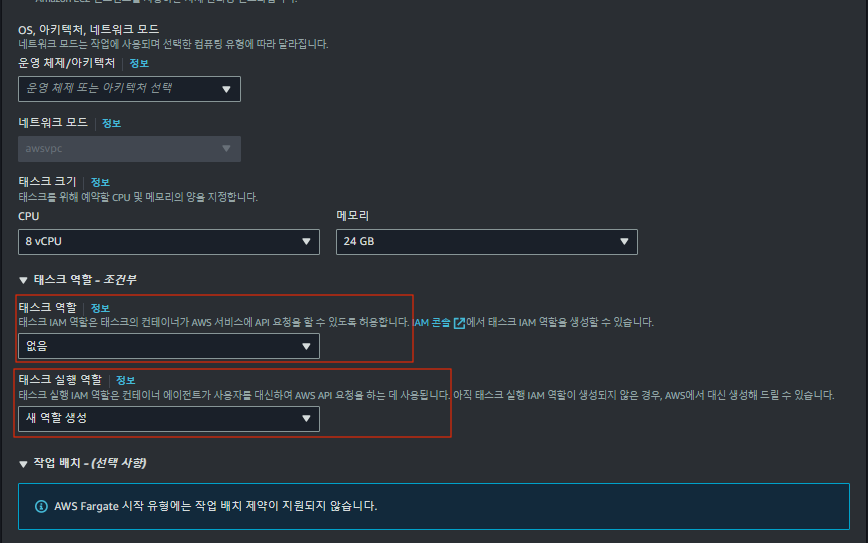 OS, 아키텍처, 네트워크 모드
네트워크 모드는 작업에 사용되며 선택한 컴퓨팅 유형에 따라 달라집니다.
운영 체제/아키텍처 | 정보
운영 체제 또는 아키텍처 선택
네트워크 모드 | 정보
awsvpc
태스크 크기 | 정보
태스크를 위해 예약할 CPU 및 메모리의 양을 지정합니다.
CPU 메모리
8 vCPU 24 GB
태스크 역할 - 조건부
태스크 역할 | 정보
태스크 IAM 역할은 태스크의 컨테이너가 AWS 서비스에 API 요청을 할 수 있도록 허용합니다. IAM 콘솔에서 태스크 IAM 역할을 생성할 수 있습니다.
없음
태스크 실행 역할 | 정보
태스크 실행 IAM 역할은 컨테이너 에이전트가 사용자를 대신하여 AWS API 요청을 하는 데 사용됩니다. 아직 태스크 실행 IAM 역할이 생성되지 않은 경우, AWS에서 대신 생성해 드릴 수 있습니다.
새 역할 생성
작업 배치 - (선택 사항)
AWS Fargate 시작 유형에는 작업 배치 제약이 지원되지 않습니다.